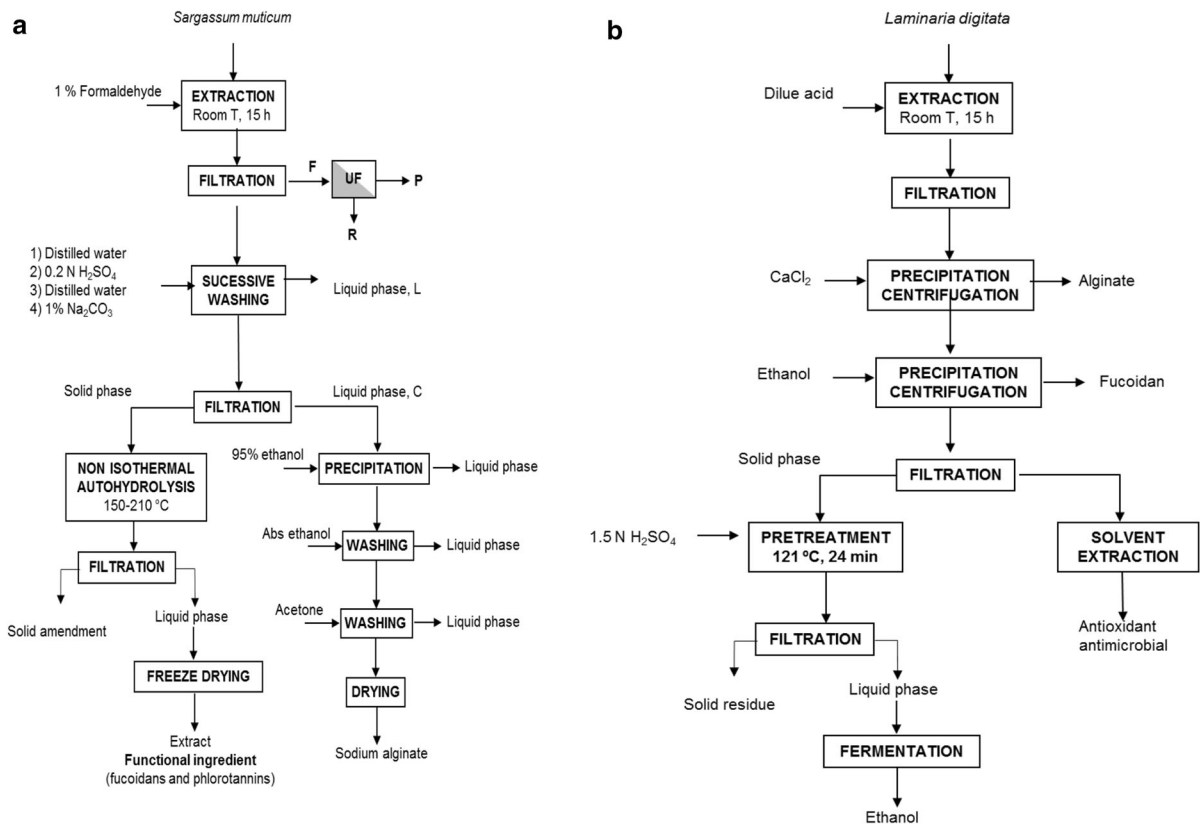 a
Sargassum muticum
1 % Formaldehyde
EXTRACTION
Room T, 15 h
FILTRATION
F
UF
P
R
1) Distilled water
2) 0.2 N H₂SO₄
3) Distilled water
4) 1% Na₂CO₃
SUCESSIVE
WASHING
Liquid phase, L
Solid phase
FILTRATION
Liquid phase, C
NON ISOTHERMAL
AUTOHYDROLYSIS
150-210 °C
95% ethanol
PRECIPITATION
Liquid phase
Abs ethanol
WASHING
Liquid phase
FILTRATION
Solid amendment
Liquid phase
Acetone
WASHING
Liquid phase
FREEZE DRYING
DRYING
Extract
Functional ingredient
(fucoidans and phlorotannins)
Sodium alginate
b
Laminaria digitata
Dilue acid
EXTRACTION
Room T, 15 h
FILTRATION
CaCl₂
PRECIPITATION
CENTRIFUGATION
Alginate
Ethanol
PRECIPITATION
CENTRIFUGATION
Fucoidan
Solid phase
FILTRATION
1.5 N H₂SO₄
PRETREATMENT
121 ºC, 24 min
SOLVENT
EXTRACTION
FILTRATION
Antioxidant
antimicrobial
Solid residue
Liquid phase
FERMENTATION
Ethanol